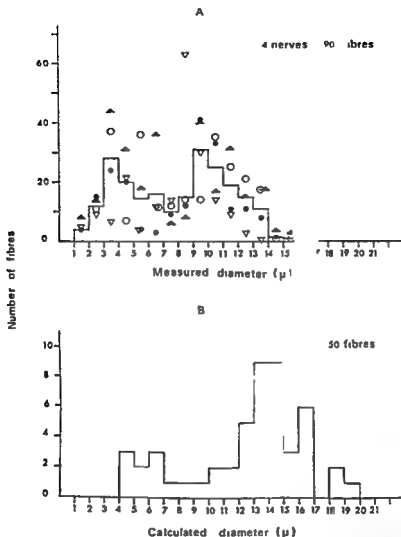 A
4 nerves 90 fibres
Number of fibres
60
40
20
0
1 2 3 4 5 6 7 8 9 10 11 12 13 14 15
18 19 20 21
Measured diameter (μ)
B
50 fibres
10
8
6
4
2
0
1 2 3 4 5 6 7 8 9 10 11 12 13 14 15 16 17 18 19 20 21
Calculated diameter (μ)